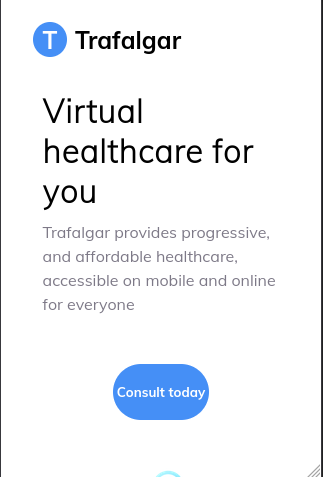 T Trafalgar
Virtual
healthcare for
you
Trafalgar provides progressive,
and affordable healthcare,
accessible on mobile and online
for everyone
Consult today